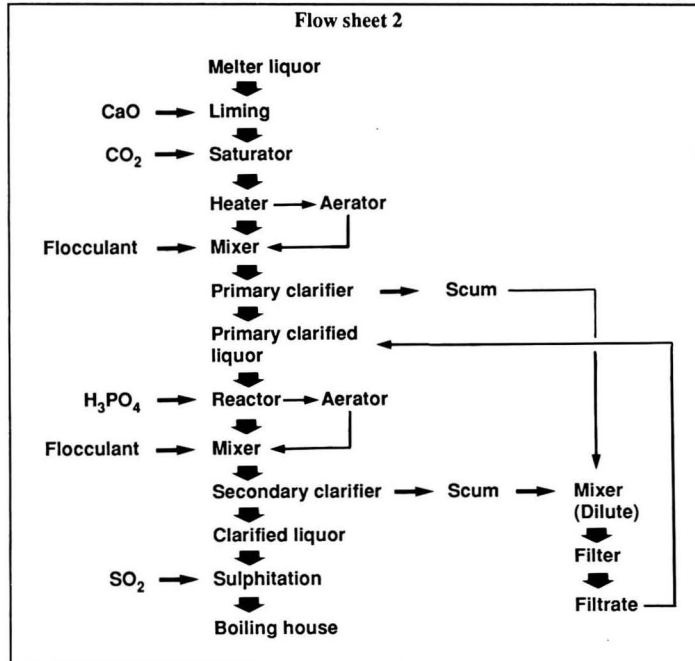 Flow sheet 2
Melter liquor
CaO
Liming
CO2
Saturator
Heater
Aerator
Flocculant
Mixer
Primary clarifier
Scum
Primary clarified
liquor
H3PO4
Reactor
Aerator
Flocculant
Mixer
Secondary clarifier
Scum
Mixer
(Dilute)
Clarified liquor
Filter
SO2
Sulphitation
Filtrate
Boiling house